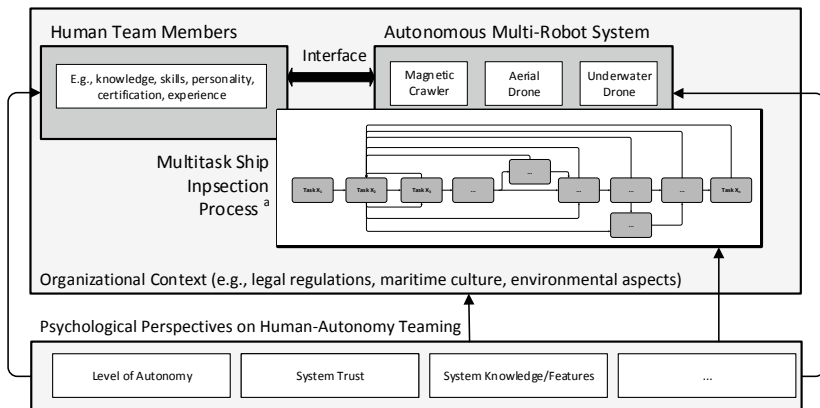 Human Team Members
Autonomous Multi-Robot System
Interface
E.g., knowledge, skills, personality,
certification, experience
Magnetic
Crawler
Aerial
Drone
Underwater
Drone
Multitask Ship
Inpsection
Process a
Task X₁
Task X₂
Task X₃
...
...
...
...
...
...
Task Xₙ
Organizational Context (e.g., legal regulations, maritime culture, environmental aspects)
Psychological Perspectives on Human-Autonomy Teaming
Level of Autonomy
System Trust
System Knowledge/Features
...